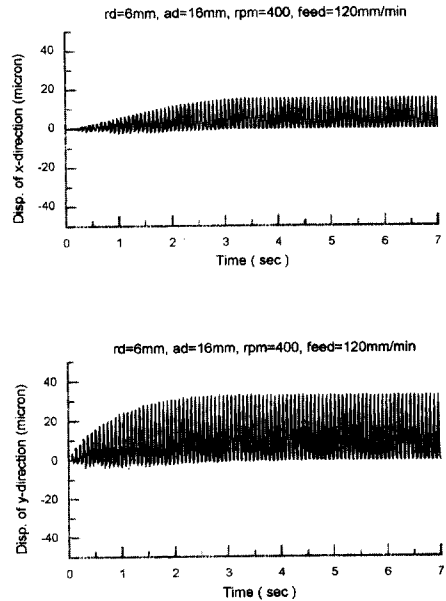 rd=6mm, ad=16mm, rpm=400, feed=120mm/min
Disp. of x-direction (micron)
40
20
0
-20
-40
0 1 2 3 4 5 6 7
Time ( sec )
rd=6mm, ad=16mm, rpm=400, feed=120mm/min
Disp. of y-direction (micron)
40
20
0
-20
-40
0 1 2 3 4 5 6 7
Time ( sec )